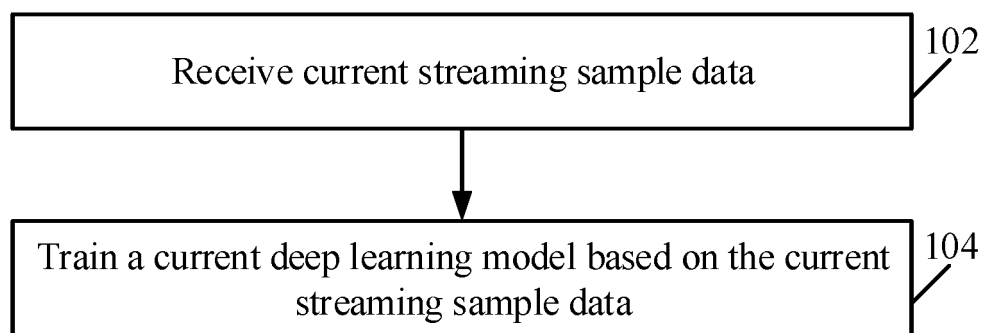 102
Receive current streaming sample data
Train a current deep learning model based on the current
streaming sample data
104